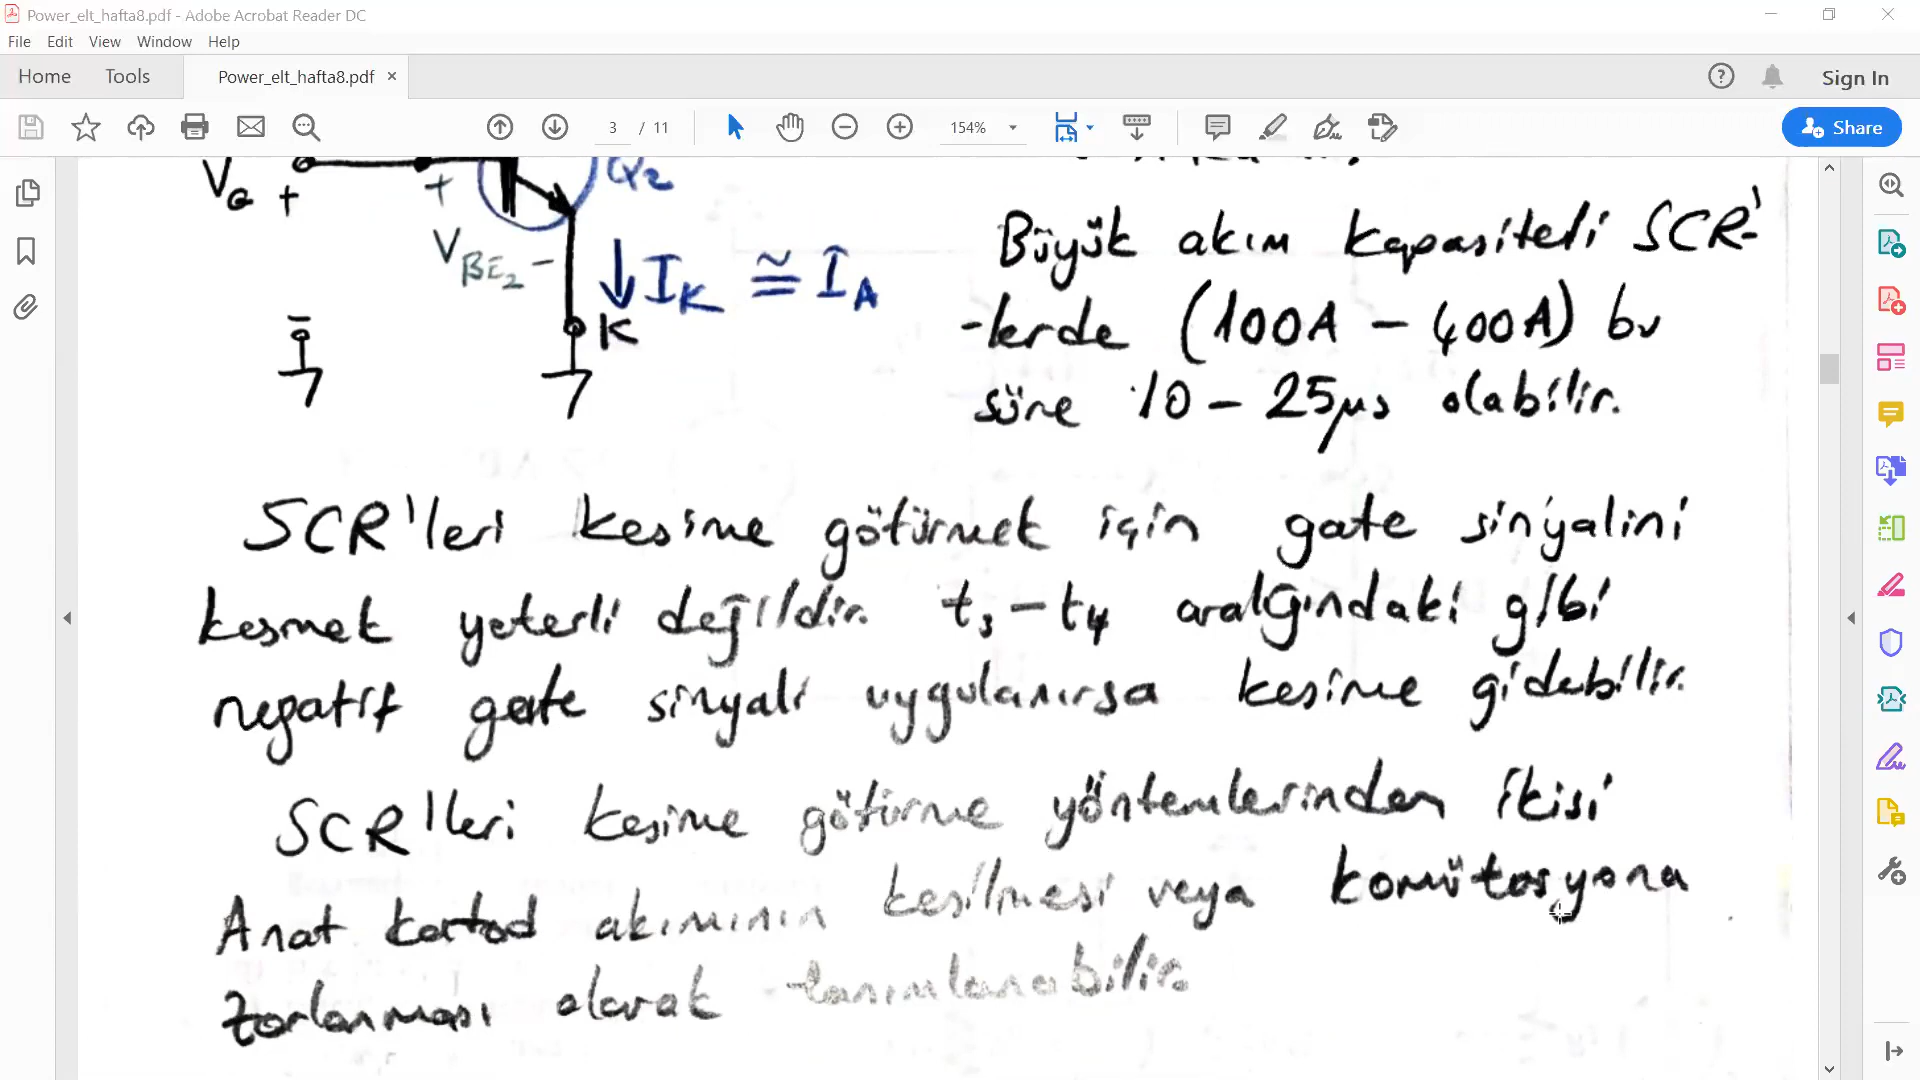 Power_elt_hafta8.pdf - Adobe Acrobat Reader DC
File Edit View Window Help
Home Tools Power_elt_hafta8.pdf × Sign In
3 / 11 154% Share
VG + + Q2
VBE2 - ↓ IK ≅ IA
- K
Büyük akım kapasiteli SCR'-
-lerde (100A - 400A) bu
süre 10 - 25µs olabilir.
SCR'leri kesime götürmek için gate sinyalini
kesmek yeterli değildir. t3 - t4 aralığındaki gibi
negatif gate sinyali uygulanırsa kesime gidebilir.
SCR'leri kesime götürme yöntemlerinden ikisi
Anat katod akımının kesilmesi veya komütasyona
zorlanması olarak tanımlanabilir.